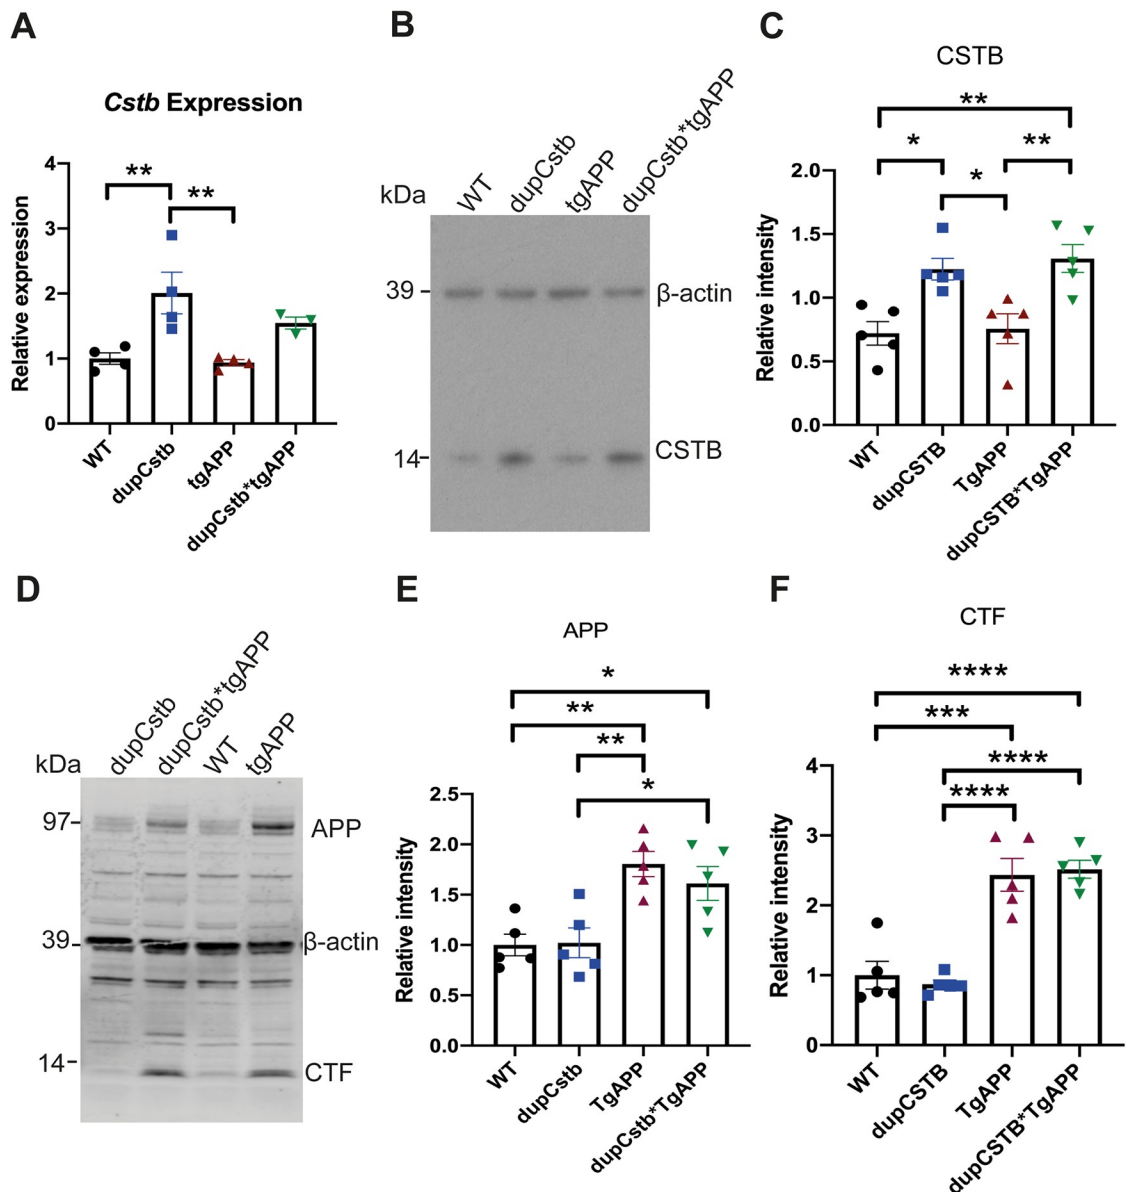 A
Cstb Expression
**
**
Relative expression
4
3
2
1
0
WT
dupCstb
tgAPP
dupCstb*tgAPP
B
kDa
WT
dupCstb
tgAPP
dupCstb*tgAPP
39
β-actin
14
CSTB
C
CSTB
**
*
**
*
Relative intensity
2.0
1.5
1.0
0.5
0.0
WT
dupCSTB
TgAPP
dupCSTB*TgAPP
D
kDa
dupCstb
dupCstb*tgAPP
WT
tgAPP
97
APP
39
β-actin
14
CTF
E
APP
*
**
**
*
Relative intensity
2.5
2.0
1.5
1.0
0.5
0.0
WT
dupCstb
TgAPP
dupCstb*TgAPP
F
CTF
****
***
****
****
Relative intensity
4
3
2
1
0
WT
dupCSTB
TgAPP
dupCSTB*TgAPP